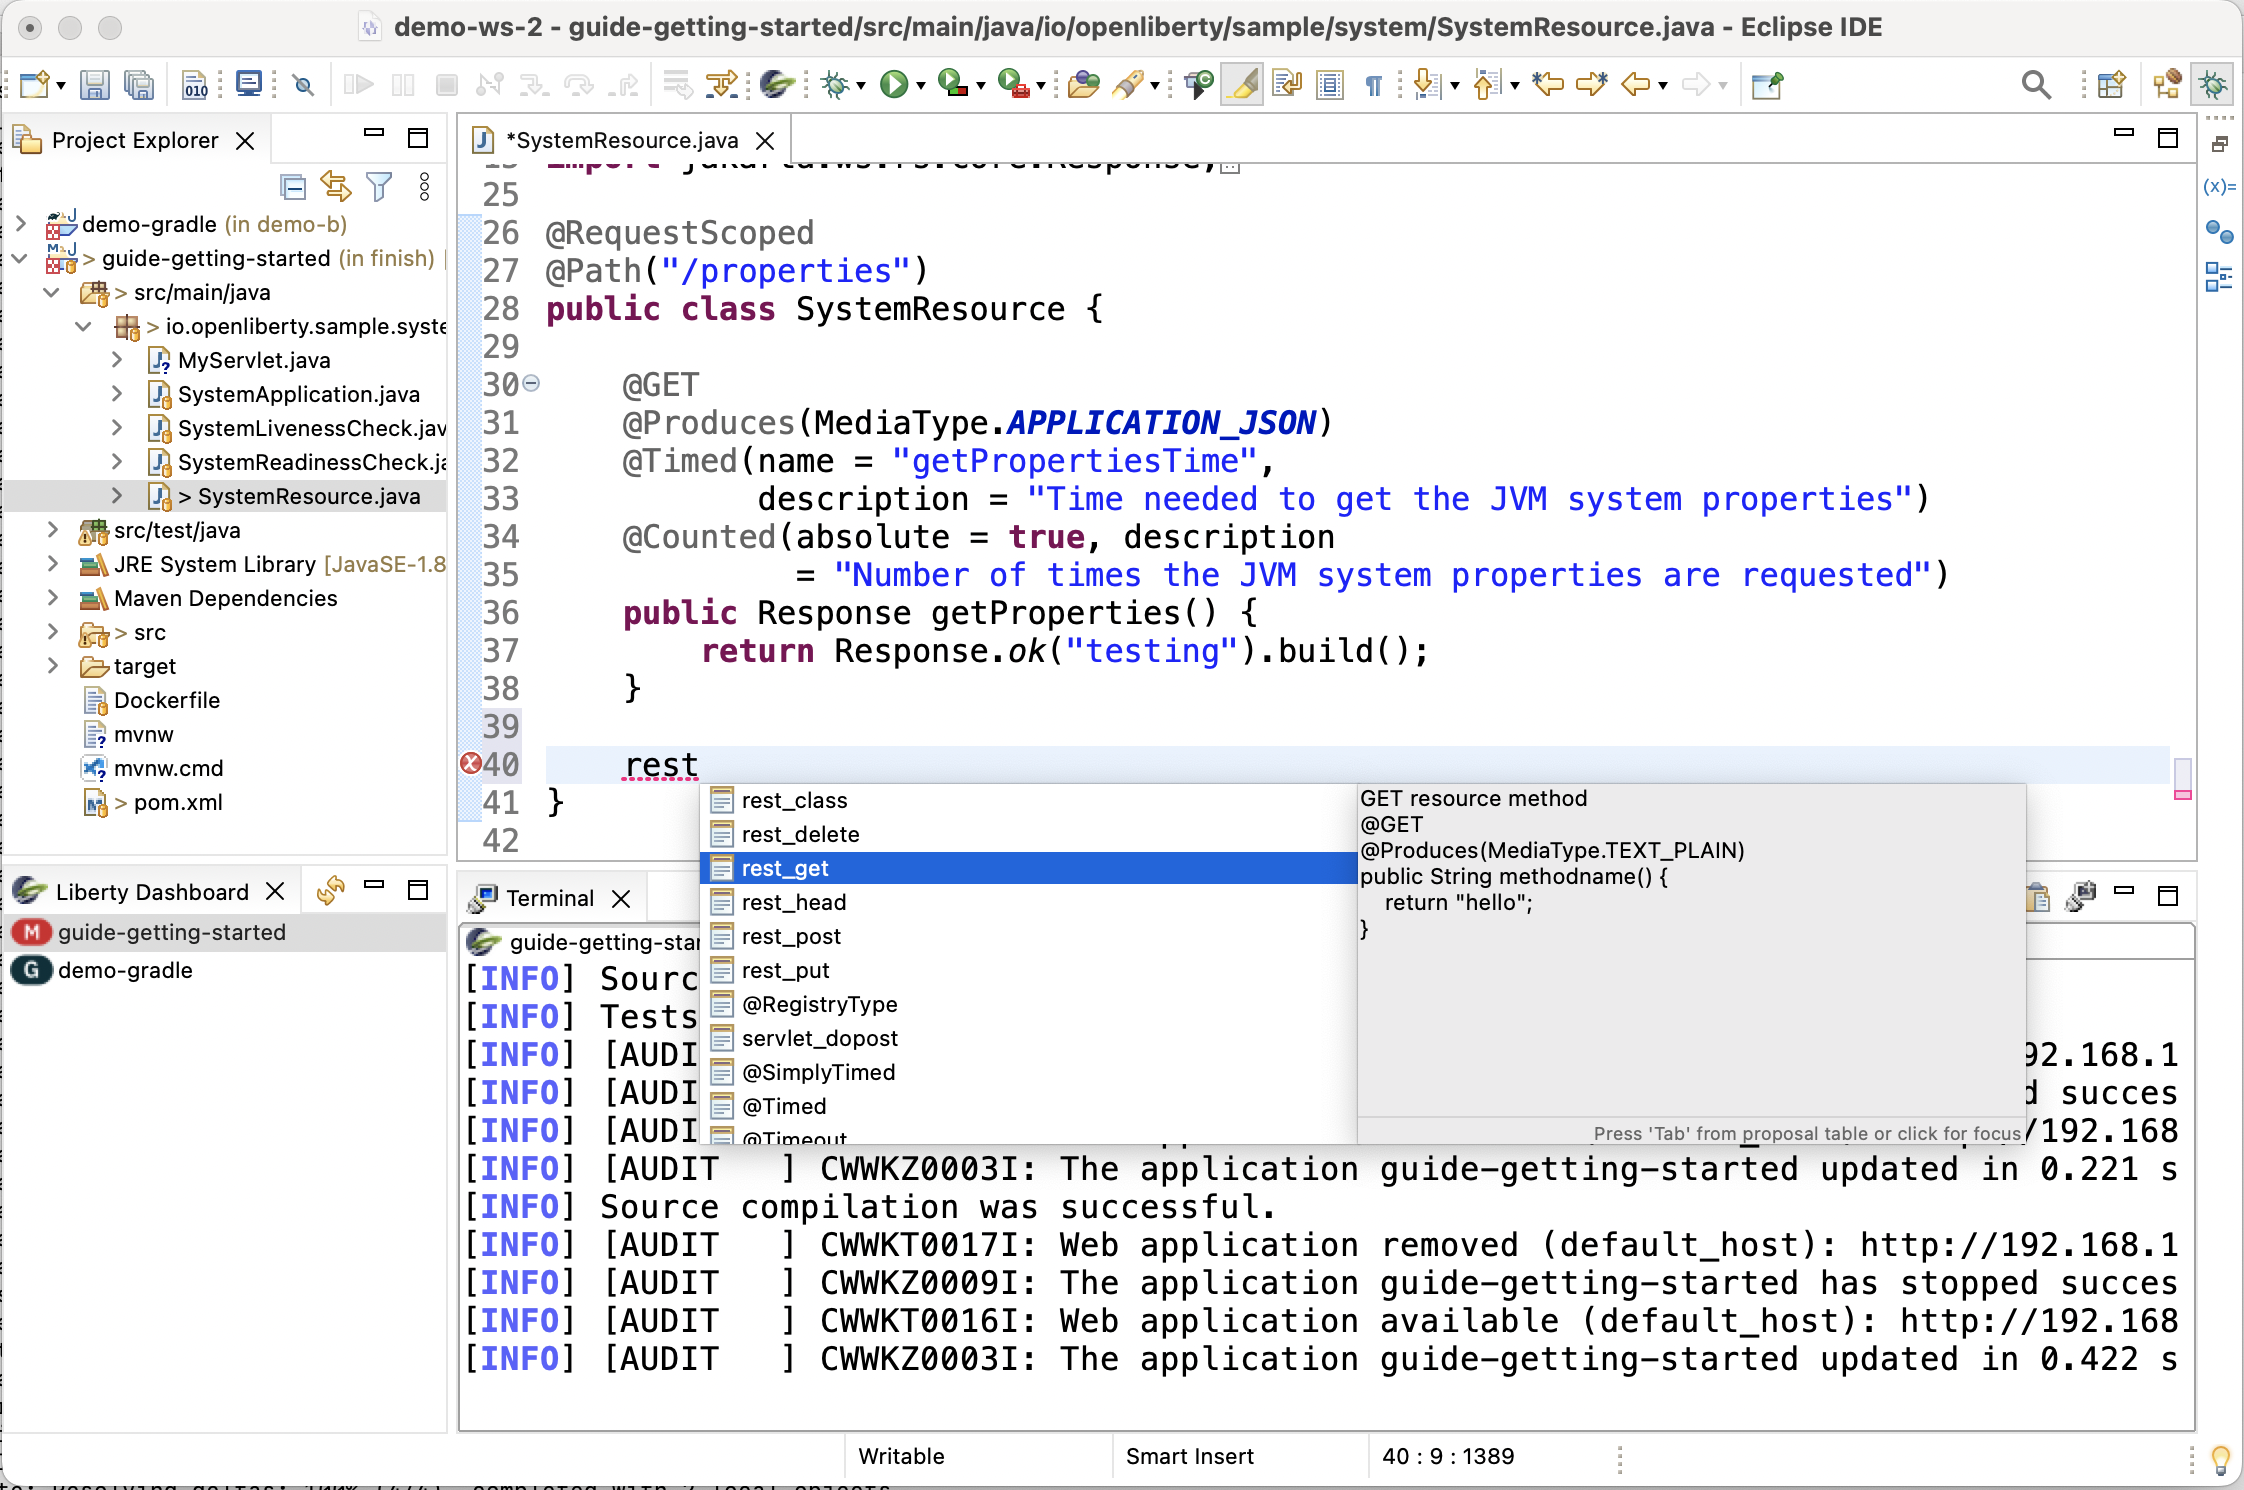 demo-ws-2 - guide-getting-started/src/main/java/io/openliberty/sample/system/SystemResource.java - Eclipse IDE
010
Project Explorer
demo-gradle (in demo-b)
> guide-getting-started (in finish)
> src/main/java
> io.openliberty.sample.syste
MyServlet.java
SystemApplication.java
SystemLivenessCheck.jav
SystemReadinessCheck.ja
> SystemResource.java
src/test/java
JRE System Library [JavaSE-1.8
Maven Dependencies
> src
target
Dockerfile
mvnw
mvnw.cmd
> pom.xml
*SystemResource.java
import jakarta.ws.rs.core.Response;
25
26 @RequestScoped
27 @Path("/properties")
28 public class SystemResource {
29
30 @GET
31 @Produces(MediaType.APPLICATION_JSON)
32 @Timed(name = "getPropertiesTime",
33 description = "Time needed to get the JVM system properties")
34 @Counted(absolute = true, description
35 = "Number of times the JVM system properties are requested")
36 public Response getProperties() {
37 return Response.ok("testing").build();
38 }
39
40 rest
41 }
42
rest_class
rest_delete
rest_get
rest_head
rest_post
rest_put
@RegistryType
servlet_dopost
@SimplyTimed
@Timed
@Timeout
GET resource method
@GET
@Produces(MediaType.TEXT_PLAIN)
public String methodname() {
return "hello";
}
Press 'Tab' from proposal table or click for focus
(x)=
Liberty Dashboard
M guide-getting-started
G demo-gradle
Terminal
guide-getting-star
[INFO] Sourc
[INFO] Tests
[INFO] [AUDI 92.168.1
[INFO] [AUDI d succes
[INFO] [AUDI /192.168
[INFO] [AUDIT ] CWWKZ0003I: The application guide-getting-started updated in 0.221 s
[INFO] Source compilation was successful.
[INFO] [AUDIT ] CWWKT0017I: Web application removed (default_host): http://192.168.1
[INFO] [AUDIT ] CWWKZ0009I: The application guide-getting-started has stopped succes
[INFO] [AUDIT ] CWWKT0016I: Web application available (default_host): http://192.168
[INFO] [AUDIT ] CWWKZ0003I: The application guide-getting-started updated in 0.422 s
Writable
Smart Insert
40 : 9 : 1389